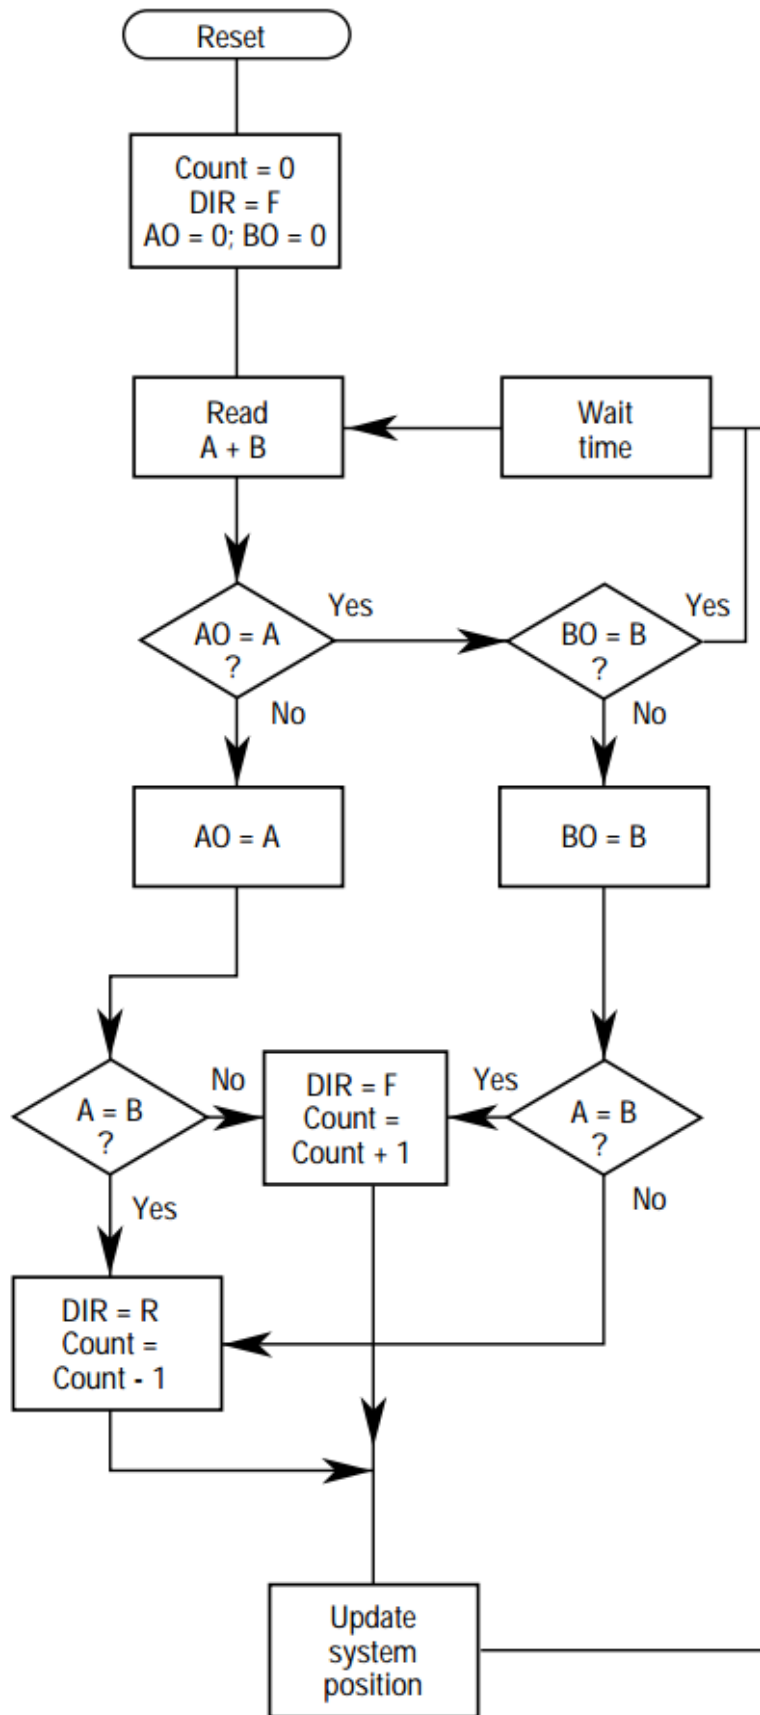 Reset
Count = 0
DIR = F
AO = 0; BO = 0
Read
A + B
Wait
time
AO = A
?
Yes
BO = B
?
Yes
No
No
AO = A
BO = B
A = B
?
No
DIR = F
Count =
Count + 1
Yes
A = B
?
Yes
No
DIR = R
Count =
Count - 1
Update
system
position